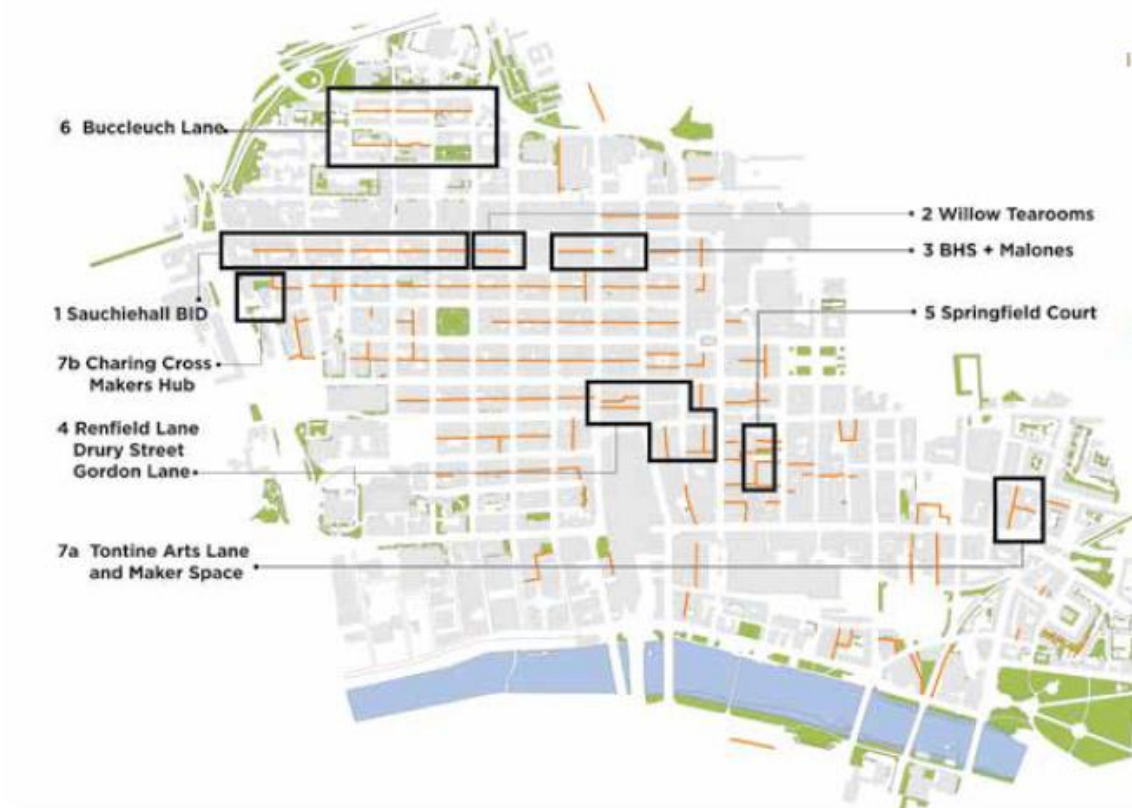 6 Buccleuch Lane
2 Willow Tearooms
3 BHS + Malones
1 Sauchiehall BID
5 Springfield Court
7b Charing Cross
Makers Hub
4 Renfield Lane
Drury Street
Gordon Lane
7a Tontine Arts Lane
and Maker Space